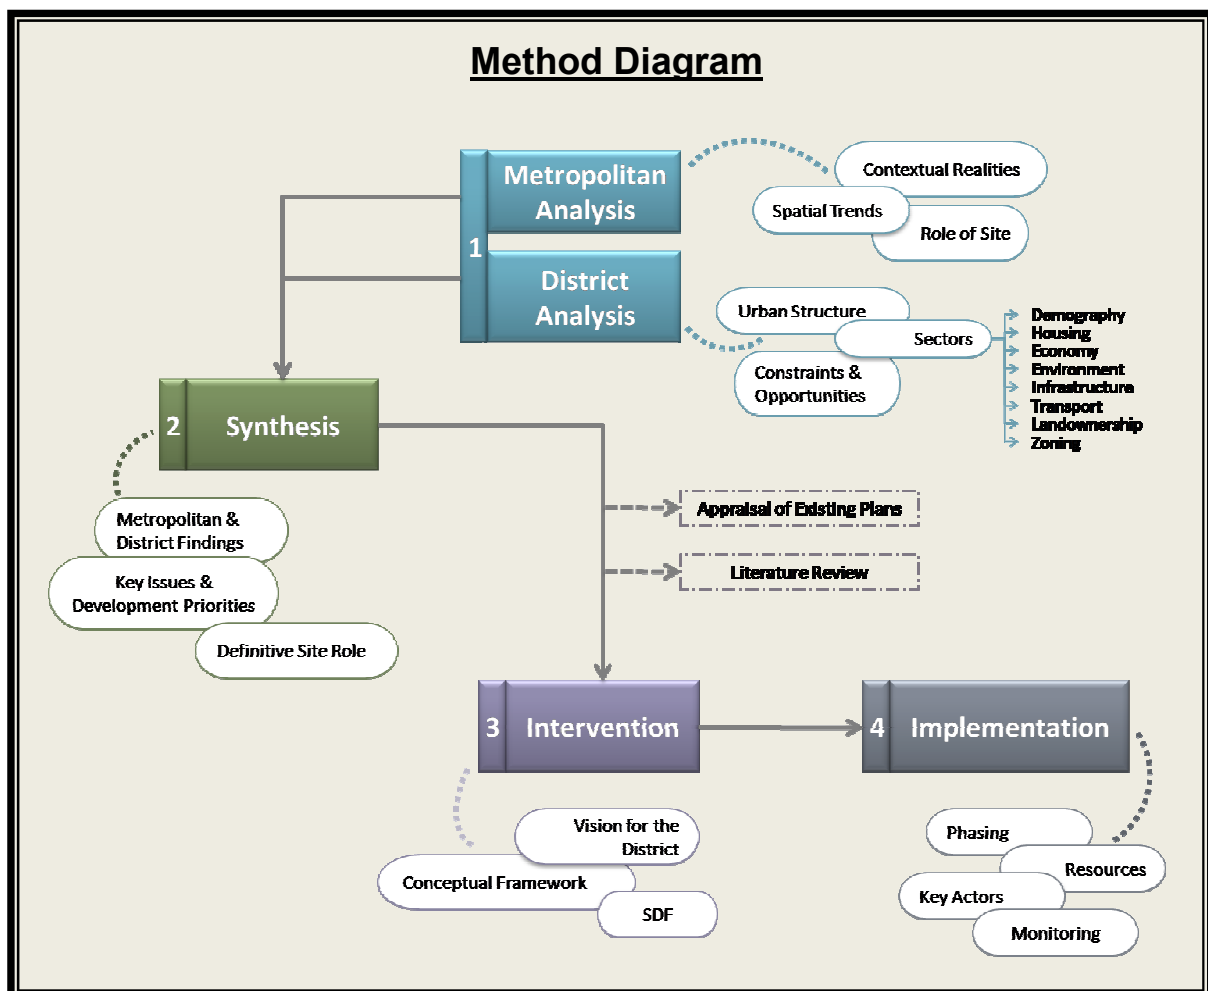 Method Diagram
1
Metropolitan
Analysis
Contextual Realities
Spatial Trends
Role of Site
District
Analysis
Urban Structure
Sectors
Constraints &
Opportunities
Demography
Housing
Economy
Environment
Infrastructure
Transport
Landownership
Zoning
2
Synthesis
Metropolitan &
District Findings
Key Issues &
Development Priorities
Definitive Site Role
Appraisal of Existing Plans
Literature Review
3
Intervention
Vision for the
District
Conceptual Framework
SDF
4
Implementation
Phasing
Resources
Key Actors
Monitoring